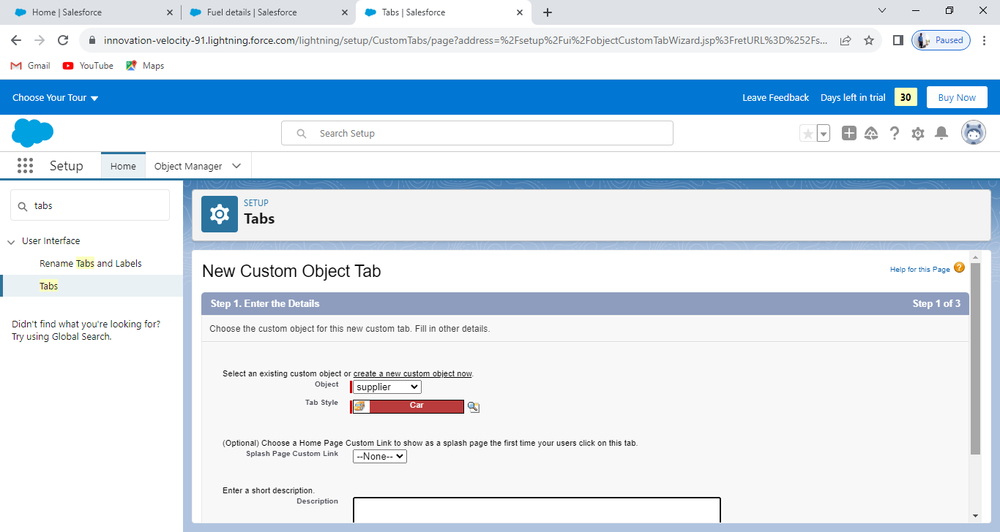 Home | Salesforce
Fuel details | Salesforce
Tabs | Salesforce
innovation-velocity-91.lightning.force.com/lightning/setup/CustomTabs/page?address=%2Fsetup%2Fui%2FobjectCustomTabWizard.jsp%3FretURL%3D%252Fs...
Paused
Gmail
YouTube
Maps
Choose Your Tour
Leave Feedback
Days left in trial
30
Buy Now
Search Setup
Setup
Home
Object Manager
tabs
User Interface
Rename Tabs and Labels
Tabs
Didn't find what you're looking for?
Try using Global Search.
SETUP
Tabs
New Custom Object Tab
Help for this Page
Step 1. Enter the Details
Step 1 of 3
Choose the custom object for this new custom tab. Fill in other details.
Select an existing custom object or create a new custom object now.
Object
supplier
Tab Style
Car
(Optional) Choose a Home Page Custom Link to show as a splash page the first time your users click on this tab.
Splash Page Custom Link
--None--
Enter a short description.
Description